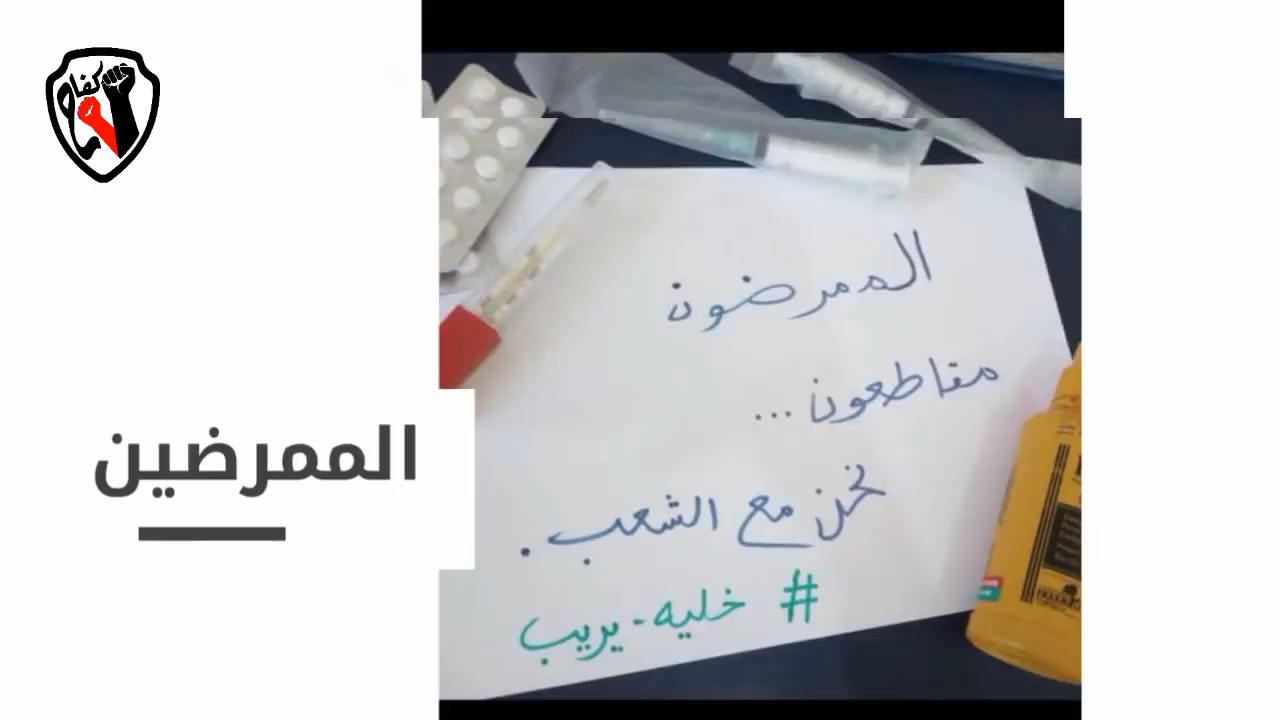 كفاح
الممرضون
مقاطعون...
نحن مع الشعب.
# خليه-يريب
الممرضين